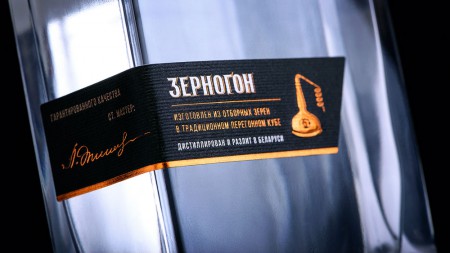 ГАРАНТИРОВАННОГО КАЧЕСТВА
СТ. МАСТЕР:
ЗЕРНОГОН
ИЗГОТОВЛЕН ИЗ ОТБОРНЫХ ЗЕРЕН
В ТРАДИЦИОННОМ ПЕРЕГОННОМ КУБЕ
ДИСТИЛЛИРОВАН И РАЗЛИТ В БЕЛАРУСИ